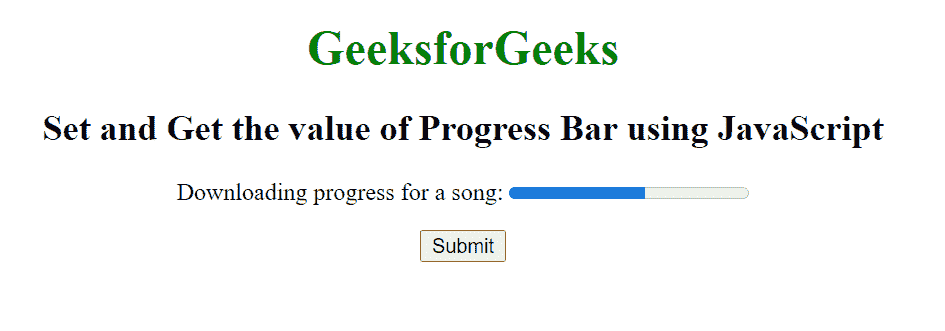 GeeksforGeeks
Set and Get the value of Progress Bar using JavaScript
Downloading progress for a song:
Submit